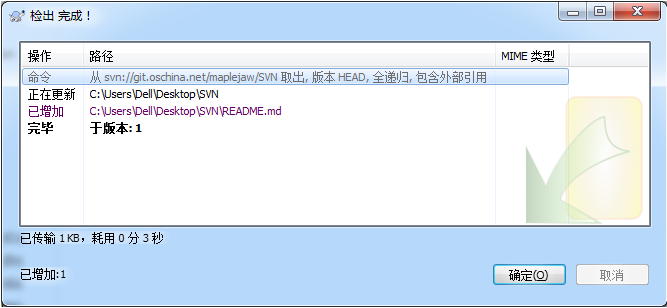 检出 完成！
操作 路径 MIME 类型
命令 从 svn://git.oschina.net/maplejaw/SVN 取出, 版本 HEAD, 全递归, 包含外部引用
正在更新 C:\Users\Dell\Desktop\SVN
已增加 C:\Users\Dell\Desktop\SVN\README.md
完毕 于版本: 1
已传输 1KB，耗用 0 分 3 秒
已增加:1
确定(O) 取消